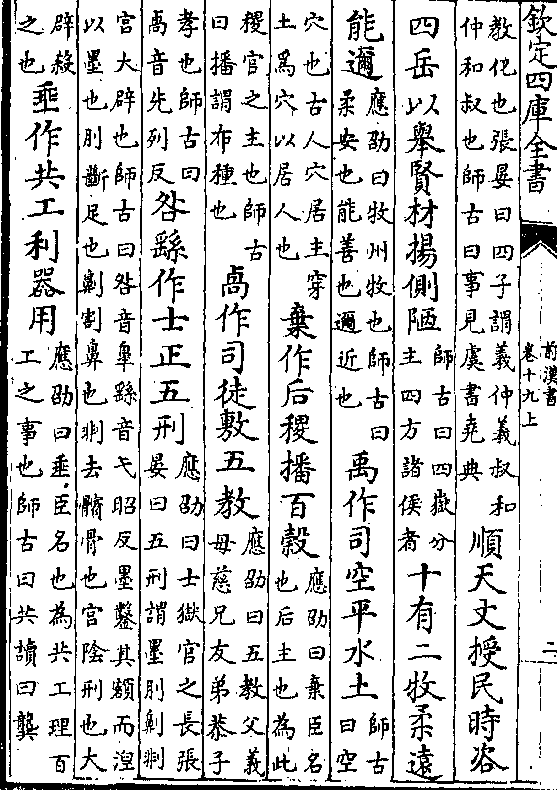 欽定四庫全書
前漢書
卷十九上
二
教化也張晏曰四子謂羲仲羲叔和
仲和叔也師古曰事見虞書堯典
順天文授民時咨
四岳以舉賢材揚側陋
師古曰四嶽分
主四方諸侯者
十有二牧柔遠
能邇
應劭曰牧州牧也師古曰
柔安也能善也邇近也
禹作司空平水土
師古
曰空
穴也古人穴居主穿
土為穴以居人也
棄作后稷播百穀
應劭曰棄臣名
也后主也為此
稷官之主也師古
曰播謂布種也
卨作司徒敷五教
應劭曰五教父義
母慈兄友弟恭子
孝也師古曰
卨音先列反
咎繇作士正五刑
應劭曰士獄官之長張
晏曰五刑謂墨刖劓剕
宮大辟也師古曰咎音臯繇音弋昭反墨鑿其額而湼
以墨也刖斷足也劓割鼻也剕去髕骨也宮陰刑也大
辟殺
之也
垂作共工利器用
應劭曰垂臣名也為共工理百
工之事也師古曰共讀曰龔